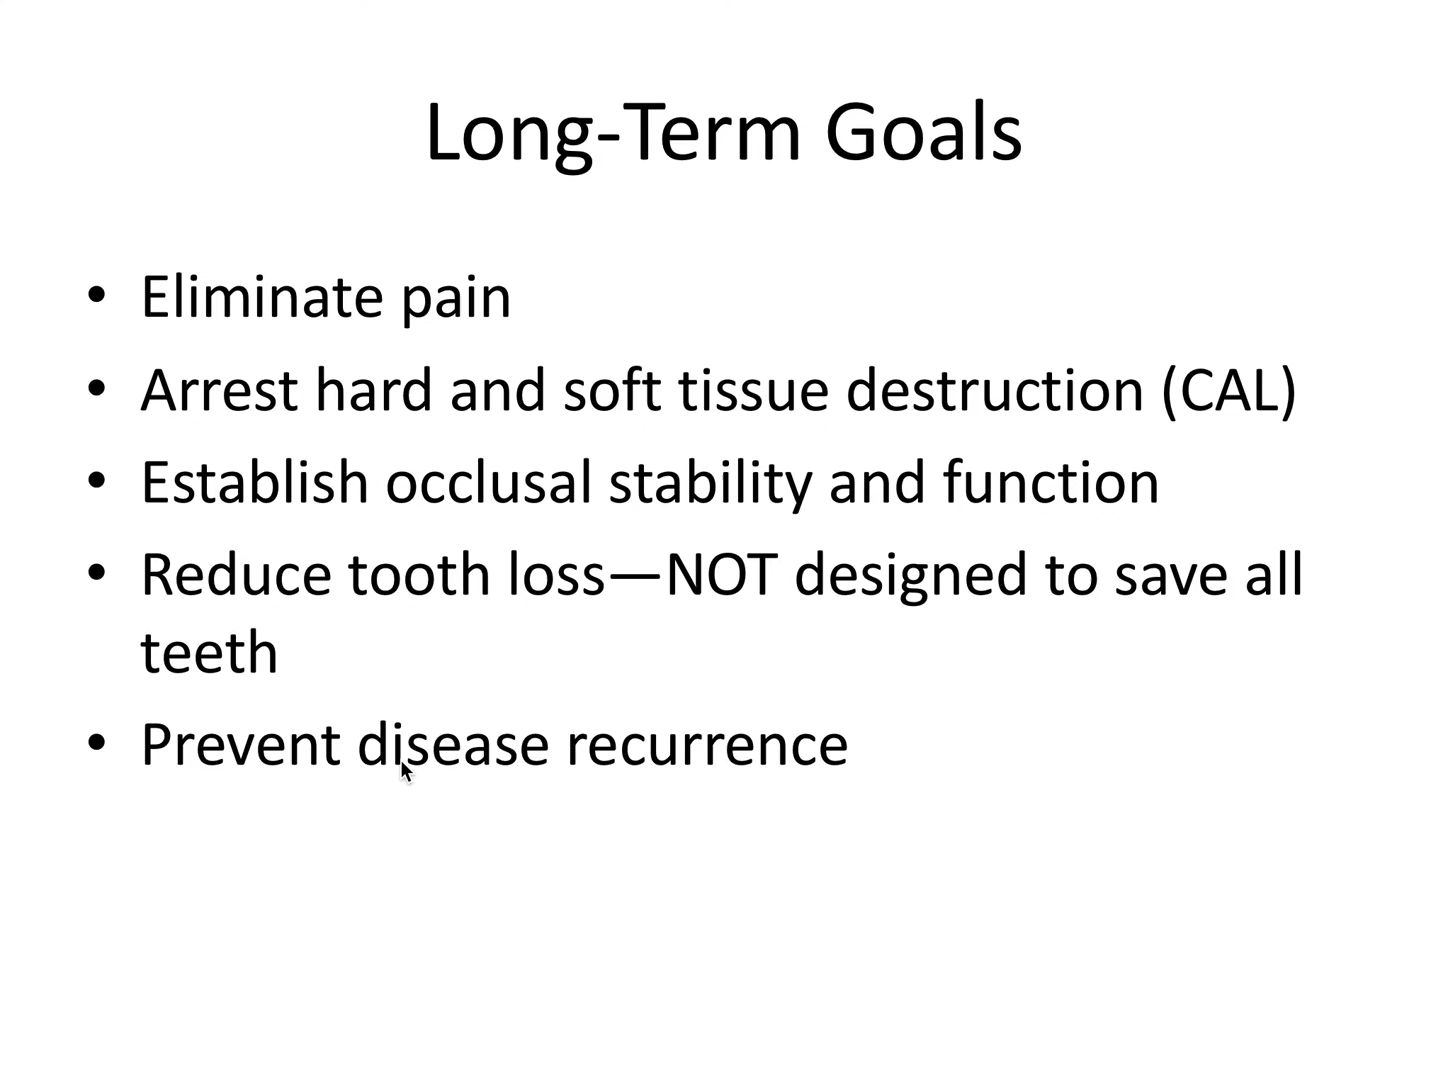 Long-Term Goals
• Eliminate pain
• Arrest hard and soft tissue destruction (CAL)
• Establish occlusal stability and function
• Reduce tooth loss—NOT designed to save all
teeth
• Prevent disease recurrence